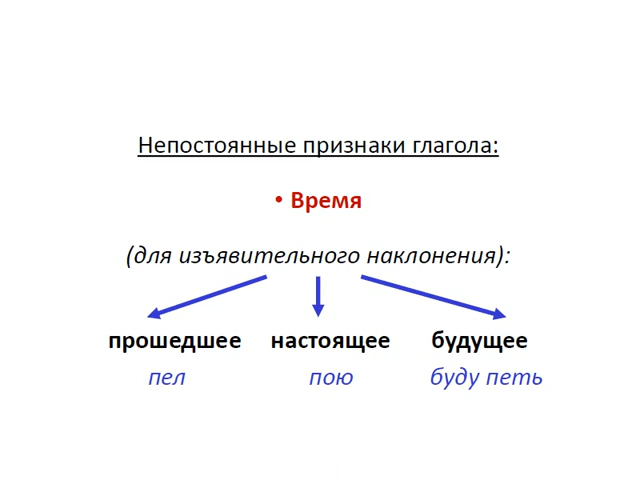 Непостоянные признаки глагола:
• Время
(для изъявительного наклонения):
прошедшее настоящее будущее
пел пою буду петь